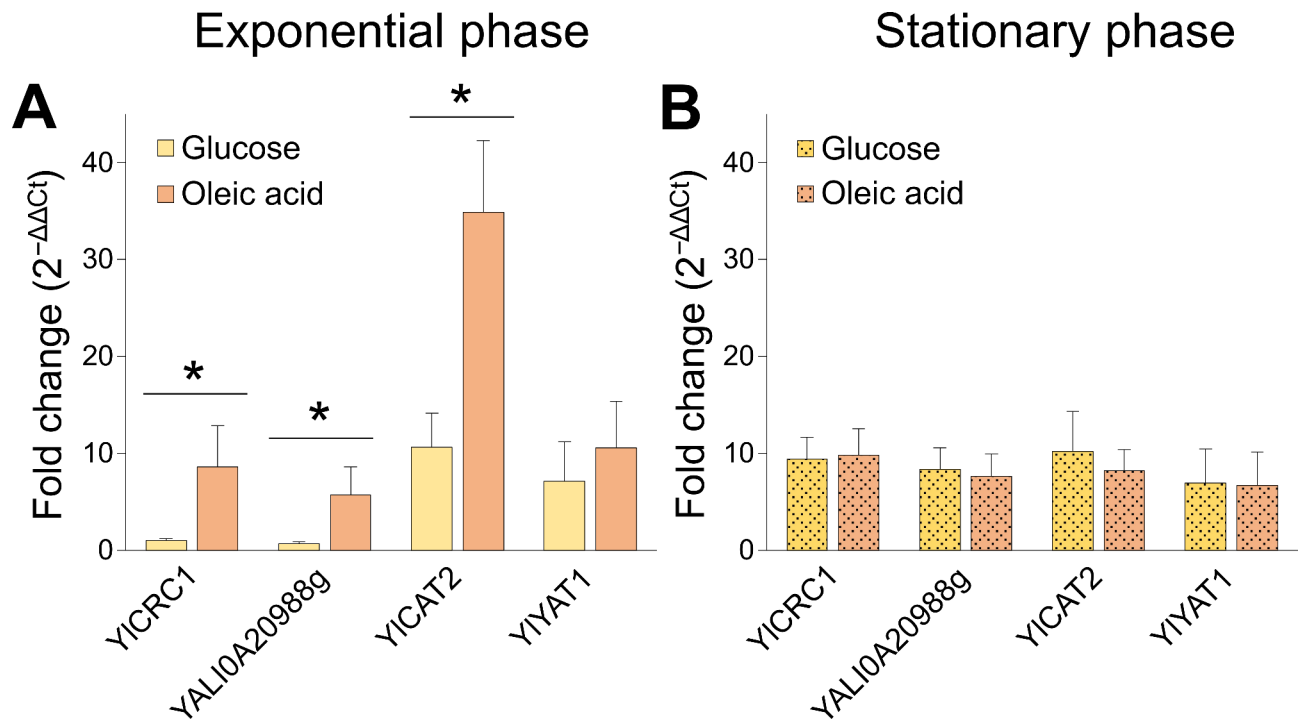 Exponential phase
Stationary phase
A
Glucose
Oleic acid
*
*
*
Fold change (2−ΔΔCt)
40
30
20
10
0
YlCRC1
YALI0A20988g
YlCAT2
YlYAT1
B
Glucose
Oleic acid
Fold change (2−ΔΔCt)
40
30
20
10
0
YlCRC1
YALI0A20988g
YlCAT2
YlYAT1